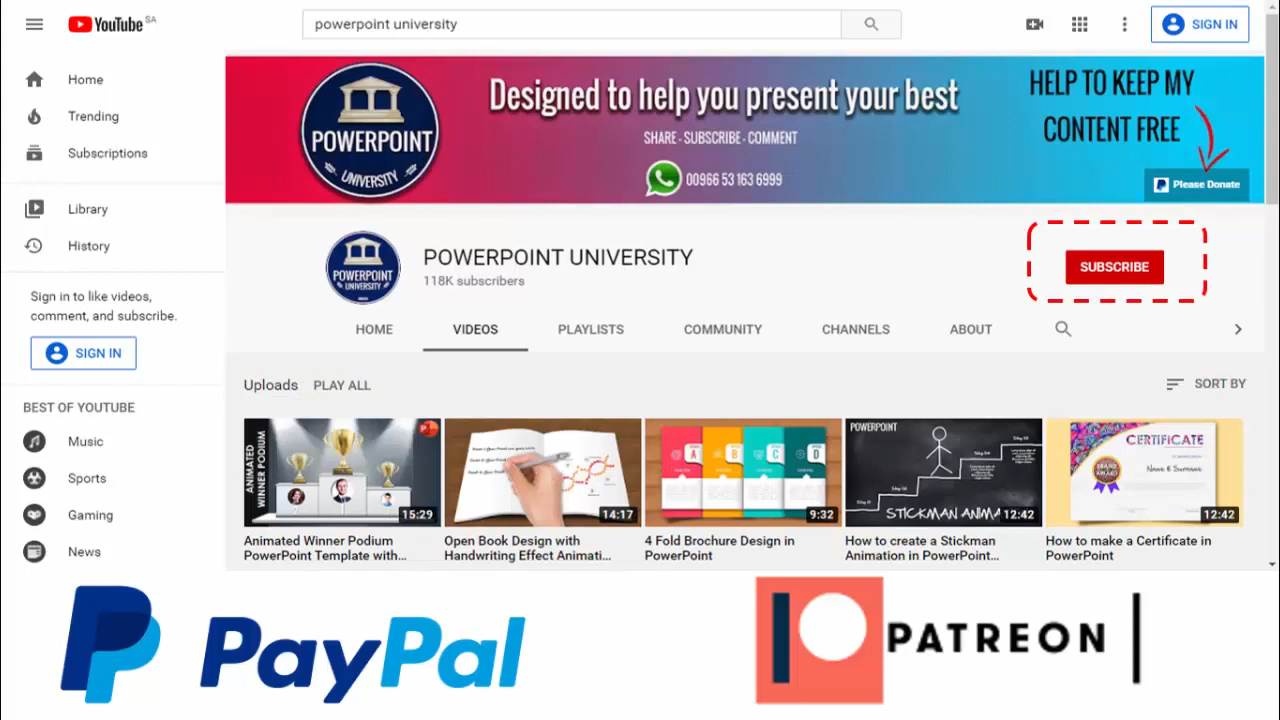 YouTube SA
powerpoint university
SIGN IN
Home
Trending
Subscriptions
Library
History
Sign in to like videos,
comment, and subscribe.
SIGN IN
BEST OF YOUTUBE
Music
Sports
Gaming
News
POWERPOINT
UNIVERSITY
Designed to help you present your best
SHARE - SUBSCRIBE - COMMENT
00966 53 163 6999
HELP TO KEEP MY
CONTENT FREE
Please Donate
POWERPOINT
UNIVERSITY
POWERPOINT UNIVERSITY
118K subscribers
SUBSCRIBE
HOME VIDEOS PLAYLISTS COMMUNITY CHANNELS ABOUT
Uploads PLAY ALL
SORT BY
ANIMATED
WINNER PODIUM
15:29
Animated Winner Podium
PowerPoint Template with...
14:17
Open Book Design with
Handwriting Effect Animati...
A B C D
9:32
4 Fold Brochure Design in
PowerPoint
POWERPOINT
STICKMAN ANIMA
12:42
How to create a Stickman
Animation in PowerPoint...
CERTIFICATE
Name & Surname
BRAND
AWARD
12:42
How to make a Certificate in
PowerPoint
PayPal
PATREON